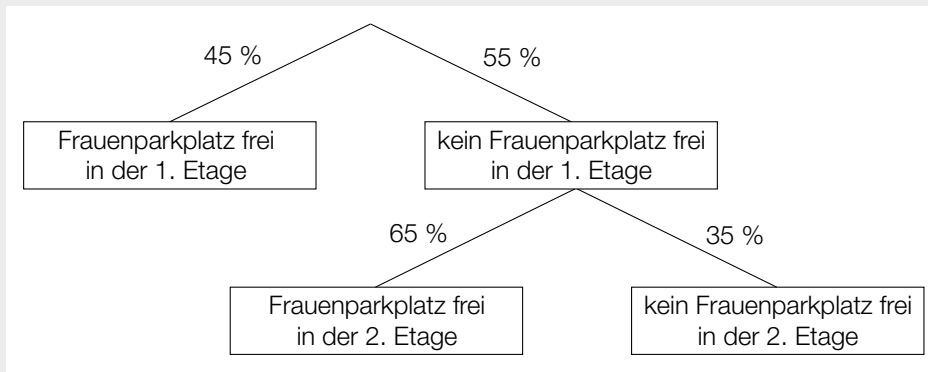 45 %
55 %
Frauenparkplatz frei
in der 1. Etage
kein Frauenparkplatz frei
in der 1. Etage
65 %
35 %
Frauenparkplatz frei
in der 2. Etage
kein Frauenparkplatz frei
in der 2. Etage